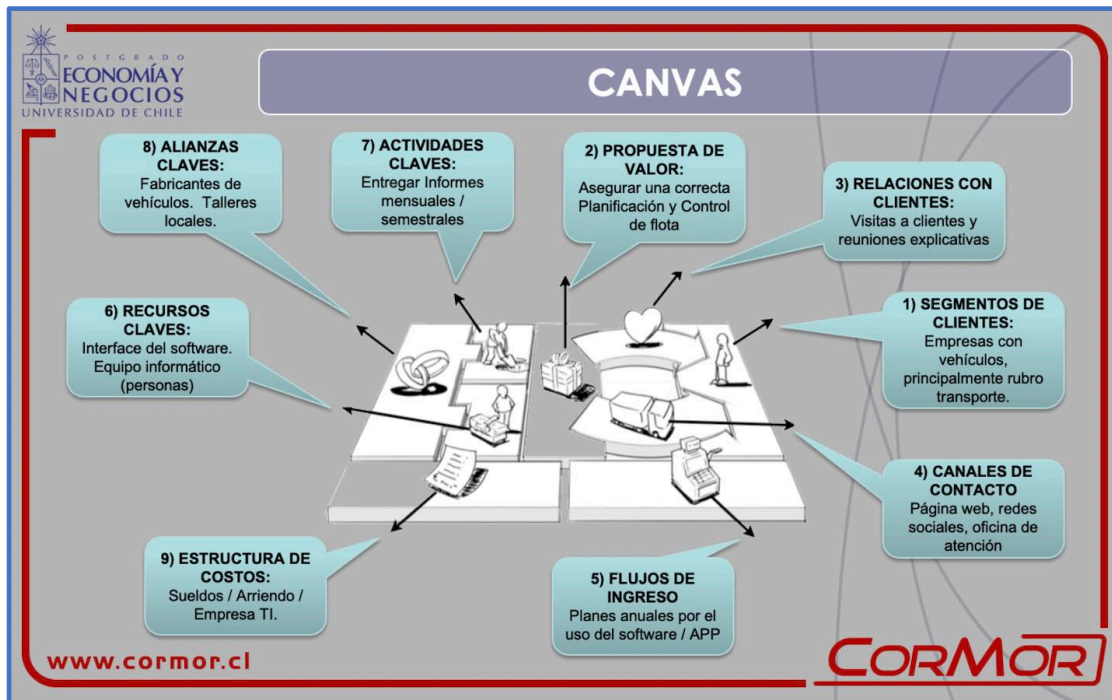 POSTGRADO
ECONOMÍA Y
NEGOCIOS
UNIVERSIDAD DE CHILE
CANVAS
8) ALIANZAS
CLAVES:
Fabricantes de
vehículos. Talleres
locales.
7) ACTIVIDADES
CLAVES:
Entregar Informes
mensuales /
semestrales
2) PROPUESTA DE
VALOR:
Asegurar una correcta
Planificación y Control
de flota
3) RELACIONES CON
CLIENTES:
Visitas a clientes y
reuniones explicativas
6) RECURSOS
CLAVES:
Interface del software.
Equipo informático
(personas)
1) SEGMENTOS DE
CLIENTES:
Empresas con
vehículos,
principalmente rubro
transporte.
4) CANALES DE
CONTACTO
Página web, redes
sociales, oficina de
atención
9) ESTRUCTURA DE
COSTOS:
Sueldos / Arriendo /
Empresa TI.
5) FLUJOS DE
INGRESO
Planes anuales por el
uso del software / APP
www.cormor.cl
CORMOR